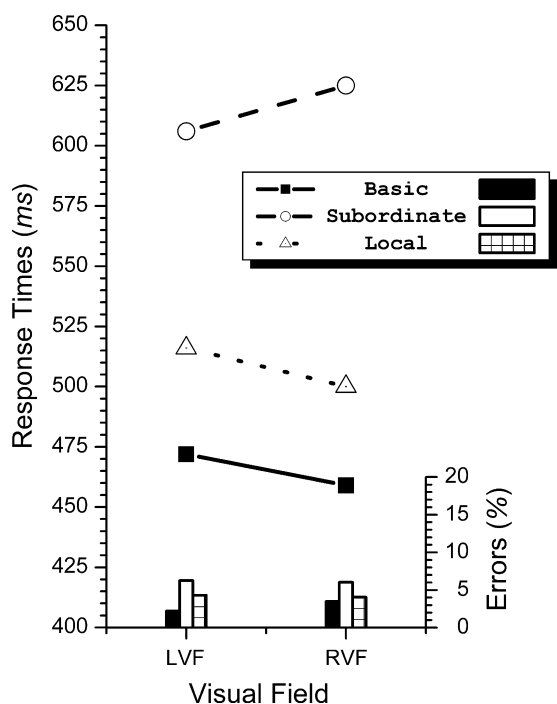 650
625
600
575
550
525
500
475
450
425
400
Response Times (ms)
Basic
Subordinate
Local
20
15
10
5
0
Errors (%)
LVF
RVF
Visual Field